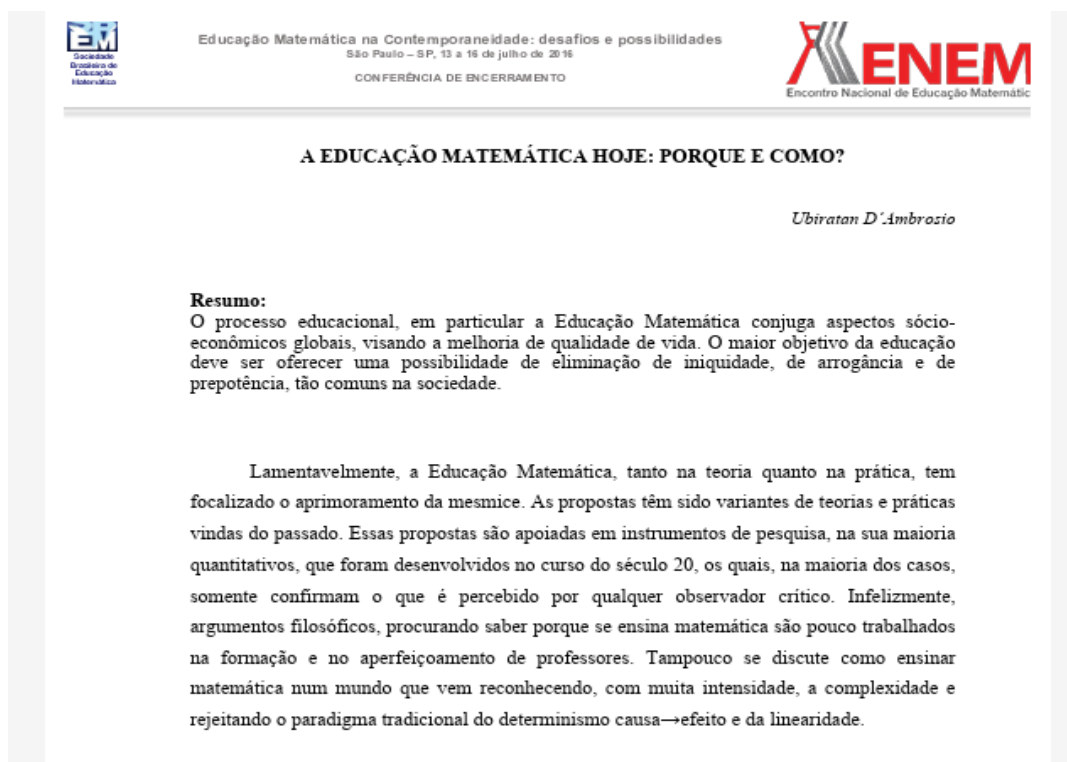 Sociedade
Brasileira de
Educação
Matemática
Educação Matemática na Contemporaneidade: desafios e possibilidades
São Paulo – SP, 13 a 16 de julho de 2016
CONFERÊNCIA DE ENCERRAMENTO
ENEM
Encontro Nacional de Educação Matemátic
A EDUCAÇÃO MATEMÁTICA HOJE: PORQUE E COMO?
Ubiratan D´Ambrosio
Resumo:
O processo educacional, em particular a Educação Matemática conjuga aspectos sócio-
econômicos globais, visando a melhoria de qualidade de vida. O maior objetivo da educação
deve ser oferecer uma possibilidade de eliminação de iniquidade, de arrogância e de
prepotência, tão comuns na sociedade.
Lamentavelmente, a Educação Matemática, tanto na teoria quanto na prática, tem
focalizado o aprimoramento da mesmice. As propostas têm sido variantes de teorias e práticas
vindas do passado. Essas propostas são apoiadas em instrumentos de pesquisa, na sua maioria
quantitativos, que foram desenvolvidos no curso do século 20, os quais, na maioria dos casos,
somente confirmam o que é percebido por qualquer observador crítico. Infelizmente,
argumentos filosóficos, procurando saber porque se ensina matemática são pouco trabalhados
na formação e no aperfeiçoamento de professores. Tampouco se discute como ensinar
matemática num mundo que vem reconhecendo, com muita intensidade, a complexidade e
rejeitando o paradigma tradicional do determinismo causa→efeito e da linearidade.